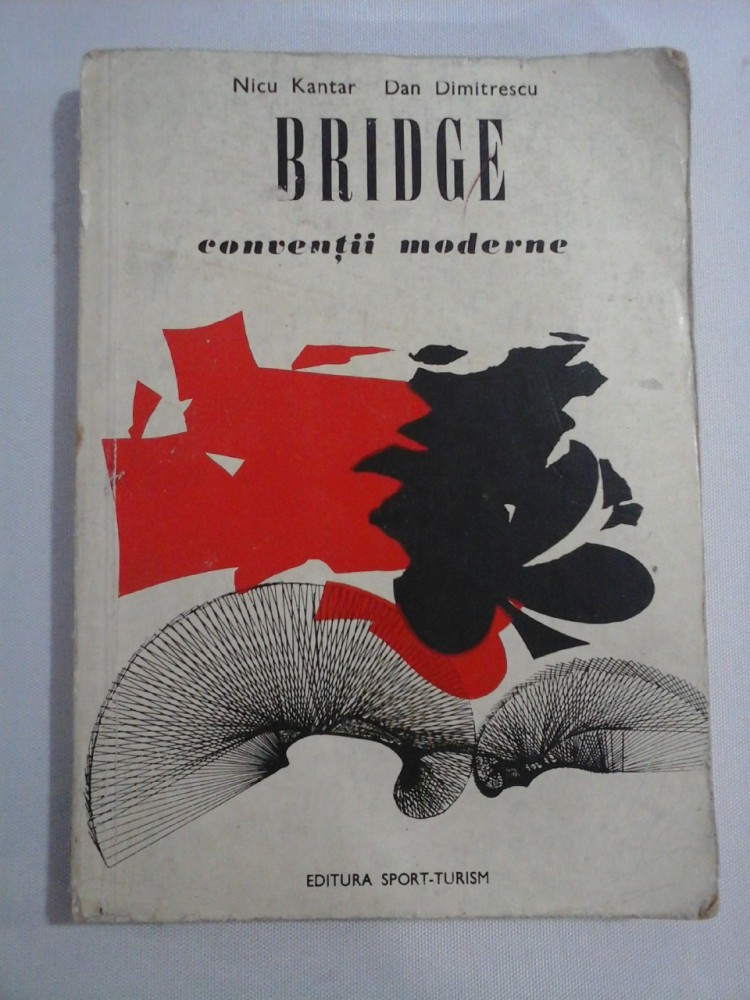 Nicu Kantar Dan Dimitrescu
BRIDGE
convenții moderne
EDITURA SPORT-TURISM